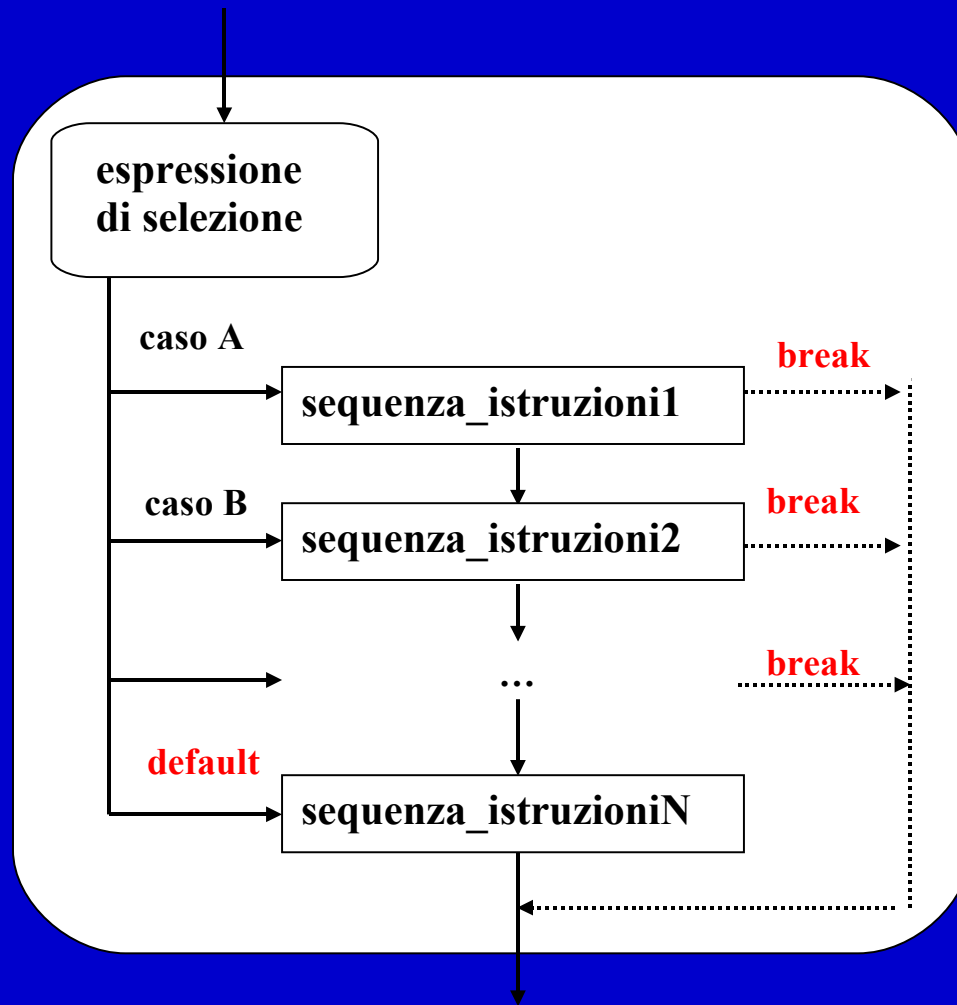 espressione
di selezione
caso A
break
sequenza_istruzioni1
caso B
break
sequenza_istruzioni2
...
break
default
sequenza_istruzioniN